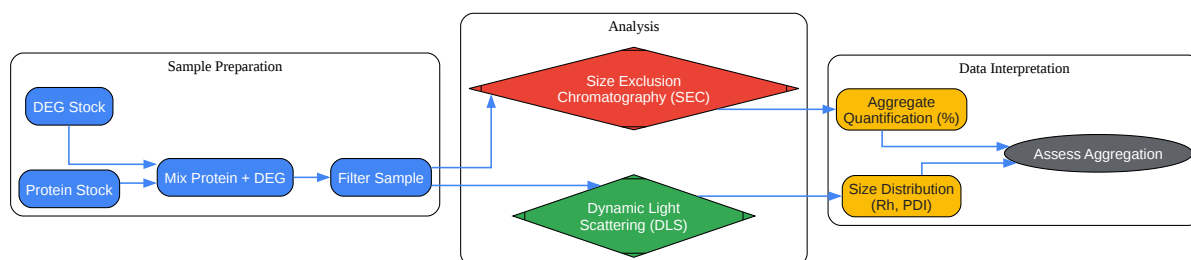 Sample Preparation
DEG Stock
Protein Stock
Mix Protein + DEG
Filter Sample
Analysis
Size Exclusion
Chromatography (SEC)
Dynamic Light
Scattering (DLS)
Data Interpretation
Aggregate
Quantification (%)
Size Distribution
(Rh, PDI)
Assess Aggregation